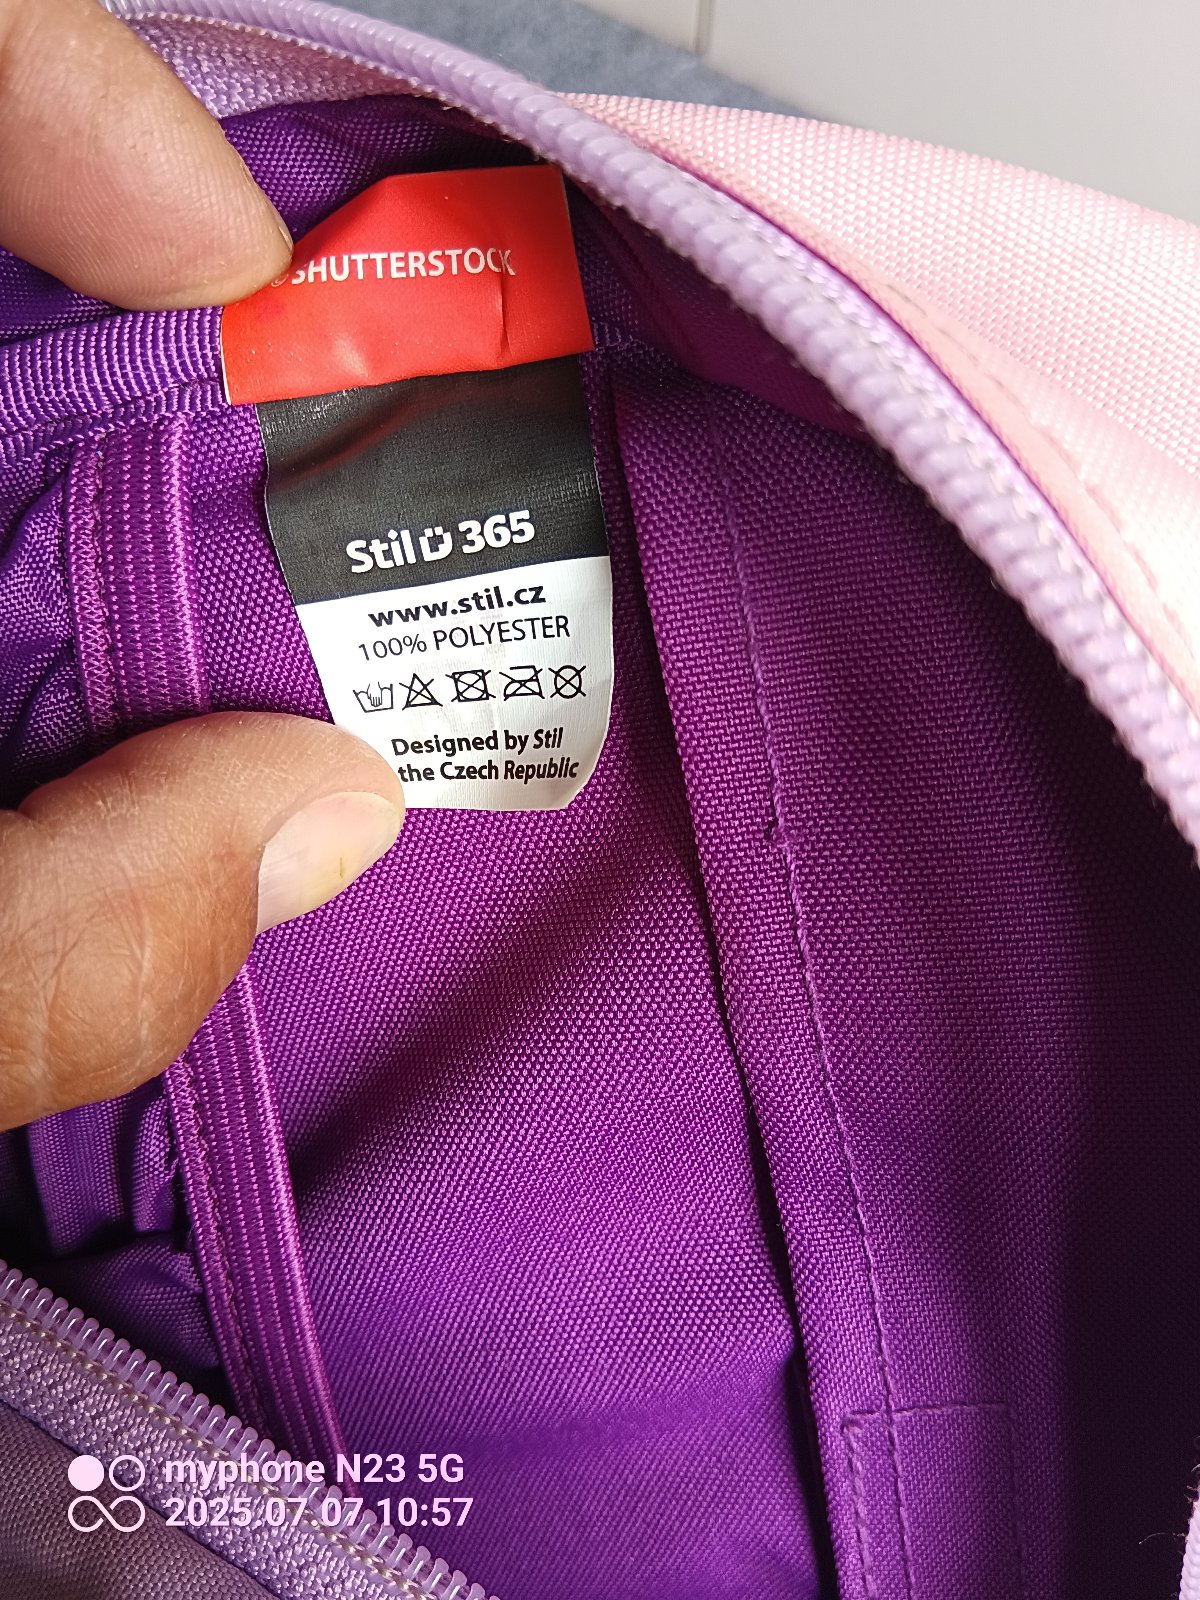 ©SHUTTERSTOCK
Stil 365
www.stil.cz
100% POLYESTER
Designed by Stil
the Czech Republic
myphone N23 5G
2025.07.07 10:57